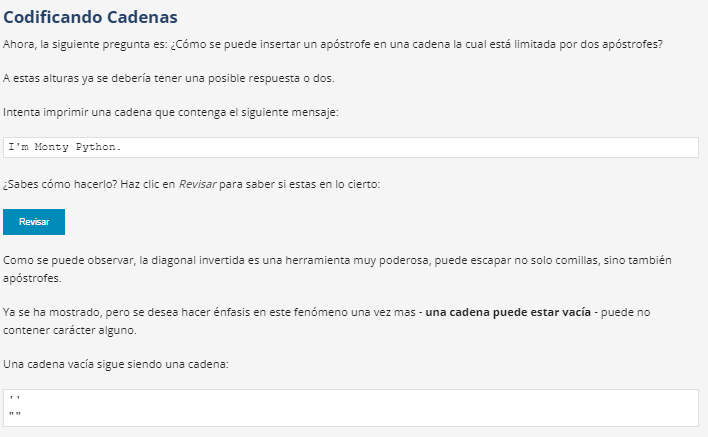 Codificando Cadenas
Ahora, la siguiente pregunta es: ¿Cómo se puede insertar un apóstrofe en una cadena la cual está limitada por dos apóstrofes?
A estas alturas ya se debería tener una posible respuesta o dos.
Intenta imprimir una cadena que contenga el siguiente mensaje:
I'm Monty Python.
¿Sabes cómo hacerlo? Haz clic en Revisar para saber si estas en lo cierto:
Revisar
Como se puede observar, la diagonal invertida es una herramienta muy poderosa, puede escapar no solo comillas, sino también
apóstrofes.
Ya se ha mostrado, pero se desea hacer énfasis en este fenómeno una vez mas - una cadena puede estar vacía - puede no
contener carácter alguno.
Una cadena vacía sigue siendo una cadena:
''
""